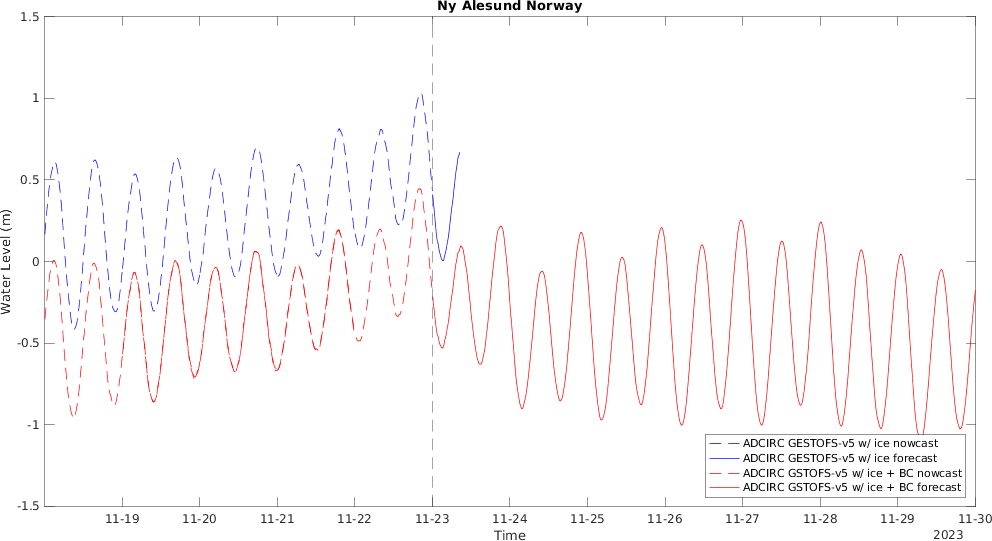 Ny Alesund Norway
1.5
1
0.5
0
-0.5
-1
-1.5
Water Level (m)
ADCIRC GESTOFS-v5 w/ ice nowcast
ADCIRC GESTOFS-v5 w/ ice forecast
ADCIRC GSTOFS-v5 w/ ice + BC nowcast
ADCIRC GSTOFS-v5 w/ ice + BC forecast
11-19 11-20 11-21 11-22 11-23 11-24 11-25 11-26 11-27 11-28 11-29 11-30
Time
2023